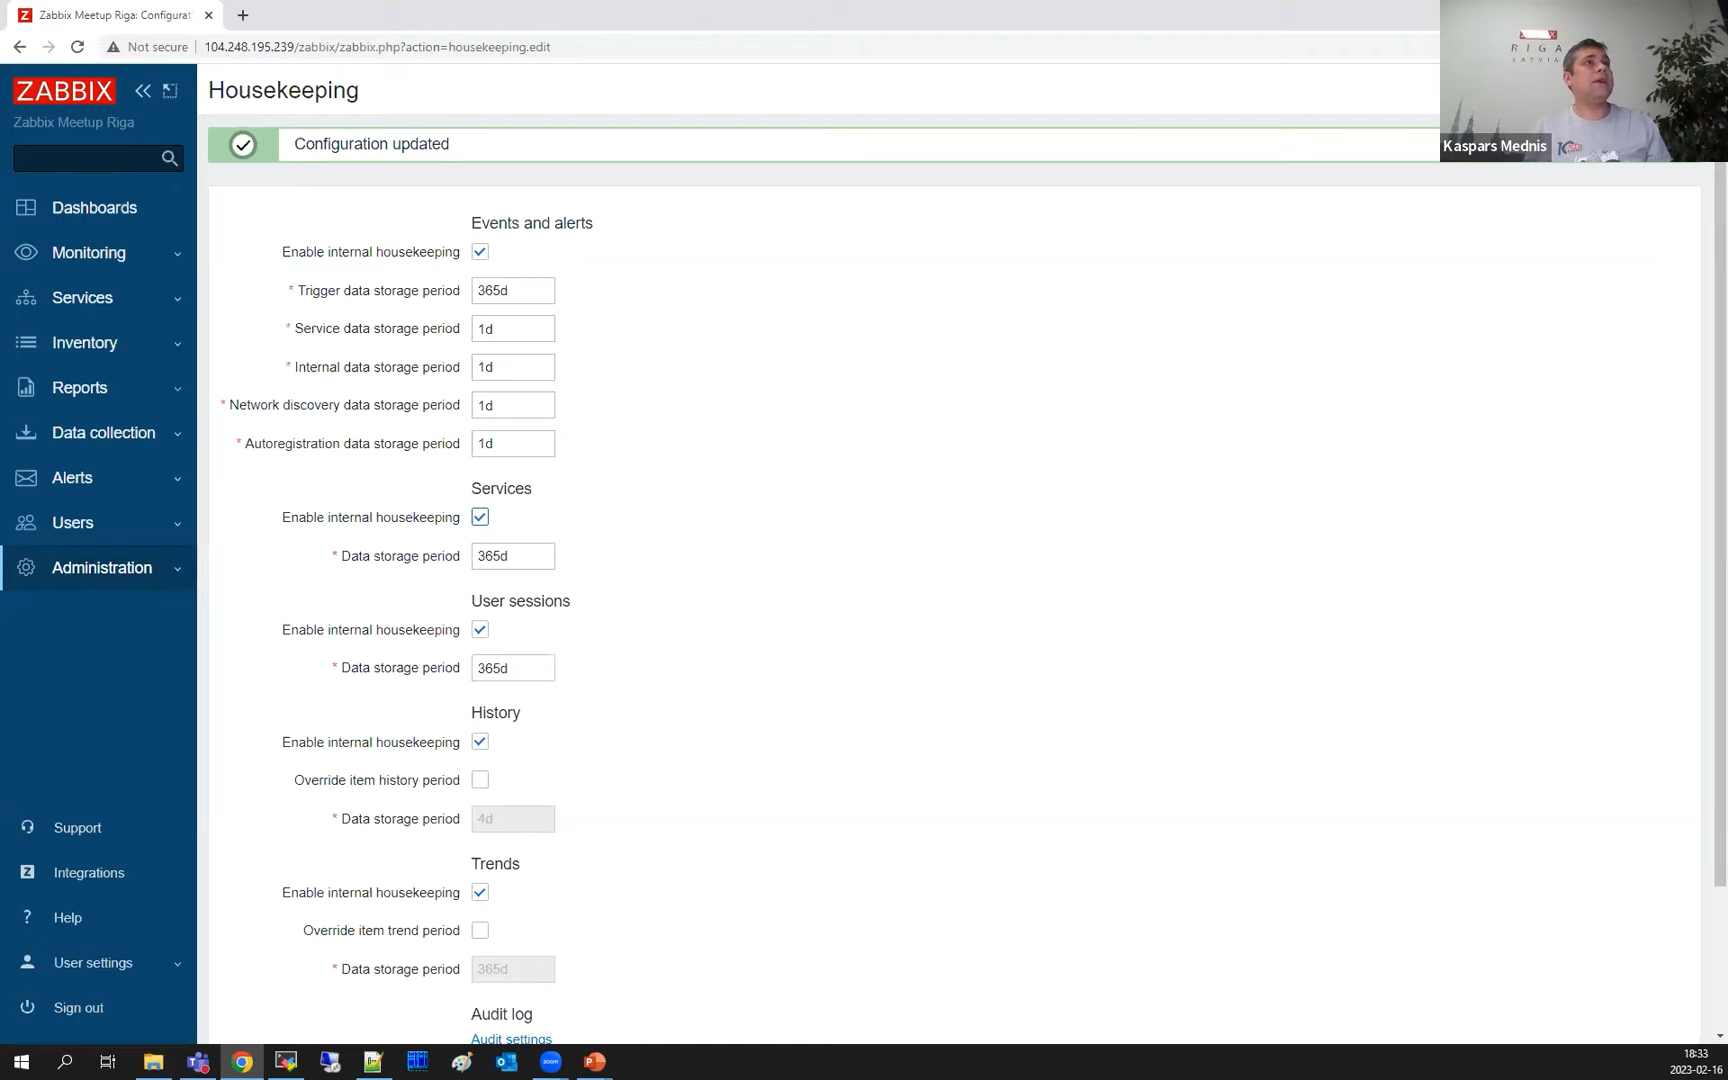 Zabbix Meetup Riga: Configurat
Not secure
104.248.195.239/zabbix/zabbix.php?action=housekeeping.edit
RIGA
LATVIA
Kaspars Mednis
ZABBIX
Zabbix Meetup Riga
Dashboards
Monitoring
Services
Inventory
Reports
Data collection
Alerts
Users
Administration
Support
Integrations
Help
User settings
Sign out
Housekeeping
Configuration updated
Events and alerts
Enable internal housekeeping
* Trigger data storage period 365d
* Service data storage period 1d
* Internal data storage period 1d
* Network discovery data storage period 1d
* Autoregistration data storage period 1d
Services
Enable internal housekeeping
* Data storage period 365d
User sessions
Enable internal housekeeping
* Data storage period 365d
History
Enable internal housekeeping
Override item history period
* Data storage period 4d
Trends
Enable internal housekeeping
Override item trend period
* Data storage period 365d
Audit log
Audit settings
18:33
2023-02-16